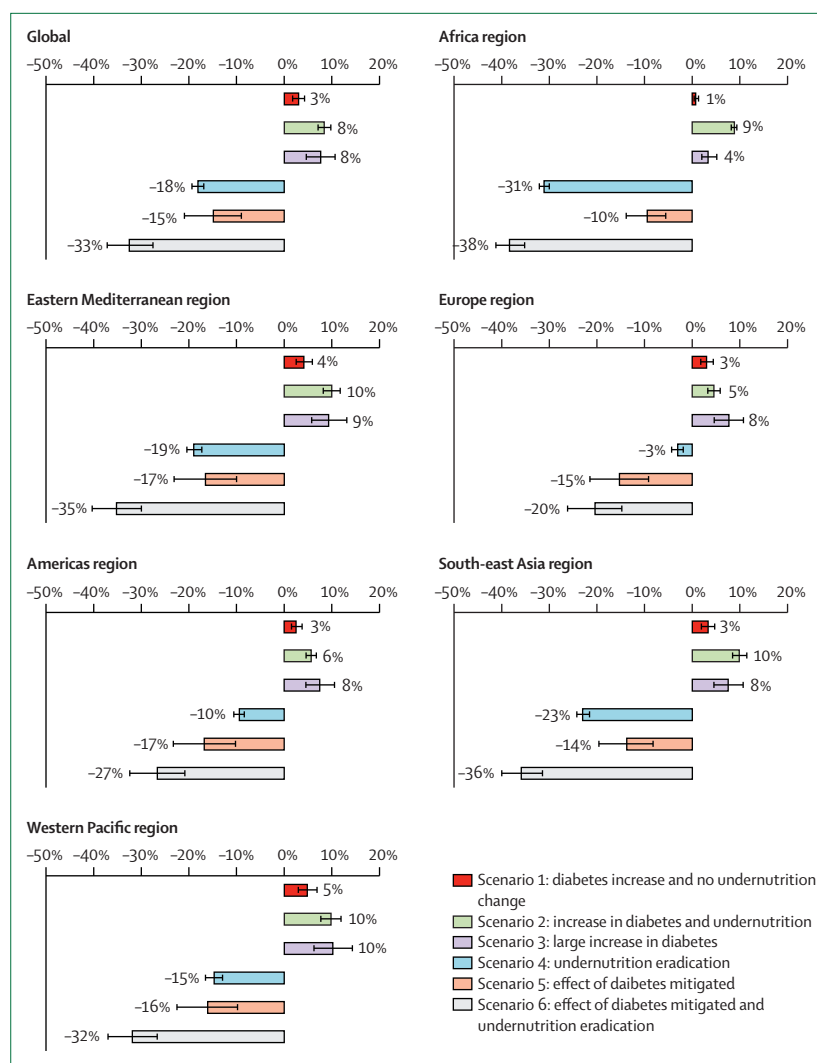 Global
–50% –40% –30% –20% –10% 0% 10% 20%
3%
8%
8%
–18%
–15%
–33%
Africa region
–50% –40% –30% –20% –10% 0% 10% 20%
1%
9%
4%
–31%
–10%
–38%
Eastern Mediterranean region
–50% –40% –30% –20% –10% 0% 10% 20%
4%
10%
9%
–19%
–17%
–35%
Europe region
–50% –40% –30% –20% –10% 0% 10% 20%
3%
5%
8%
–3%
–15%
–20%
Americas region
–50% –40% –30% –20% –10% 0% 10% 20%
3%
6%
8%
–10%
–17%
–27%
South-east Asia region
–50% –40% –30% –20% –10% 0% 10% 20%
3%
10%
8%
–23%
–14%
–36%
Western Pacific region
–50% –40% –30% –20% –10% 0% 10% 20%
5%
10%
10%
–15%
–16%
–32%
Scenario 1: diabetes increase and no undernutrition
change
Scenario 2: increase in diabetes and undernutrition
Scenario 3: large increase in diabetes
Scenario 4: undernutrition eradication
Scenario 5: effect of daibetes mitigated
Scenario 6: effect of diabetes mitigated and
undernutrition eradication